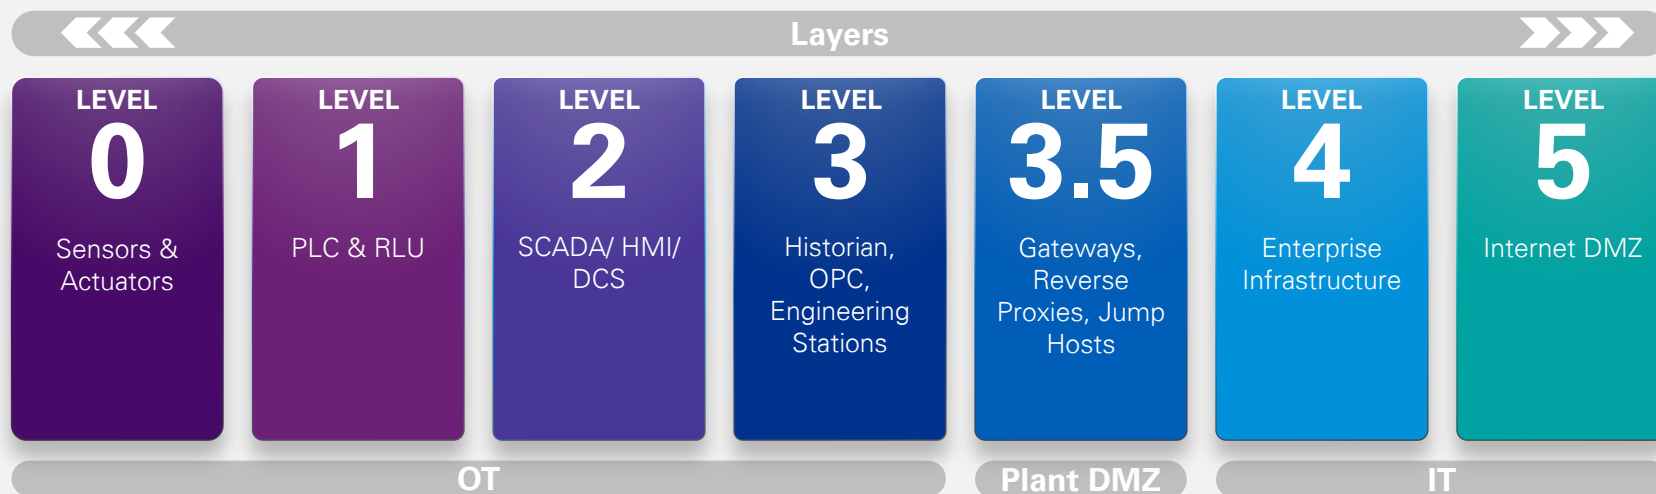 Layers
LEVEL
0
Sensors &
Actuators
LEVEL
1
PLC & RLU
LEVEL
2
SCADA/ HMI/
DCS
LEVEL
3
Historian,
OPC,
Engineering
Stations
LEVEL
3.5
Gateways,
Reverse
Proxies, Jump
Hosts
LEVEL
4
Enterprise
Infrastructure
LEVEL
5
Internet DMZ
OT
Plant DMZ
IT